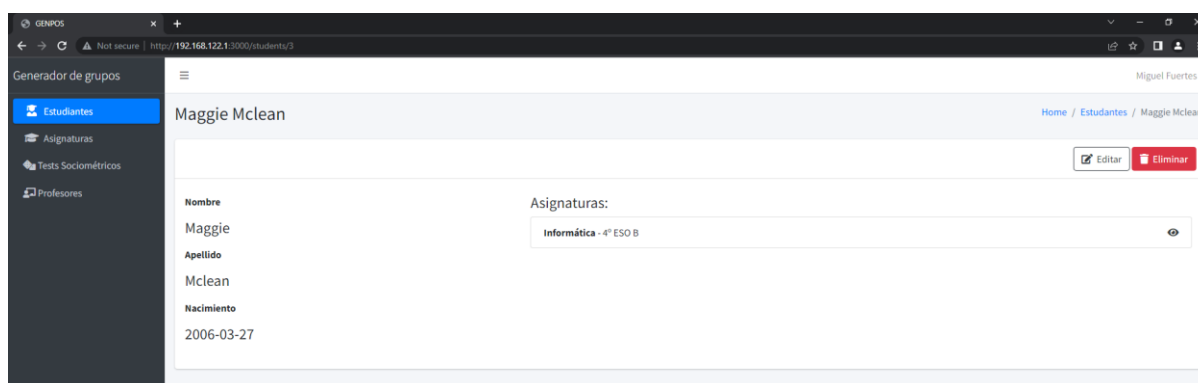 GENPOS
Not secure | http://192.168.122.1:3000/students/3
Generador de grupos
Miguel Fuertes
Estudiantes
Maggie Mclean
Home / Estudantes / Maggie Mclea
Asignaturas
Tests Sociométricos
Editar
Eliminar
Profesores
Nombre
Asignaturas:
Maggie
Informática - 4º ESO B
Apellido
Mclean
Nacimiento
2006-03-27